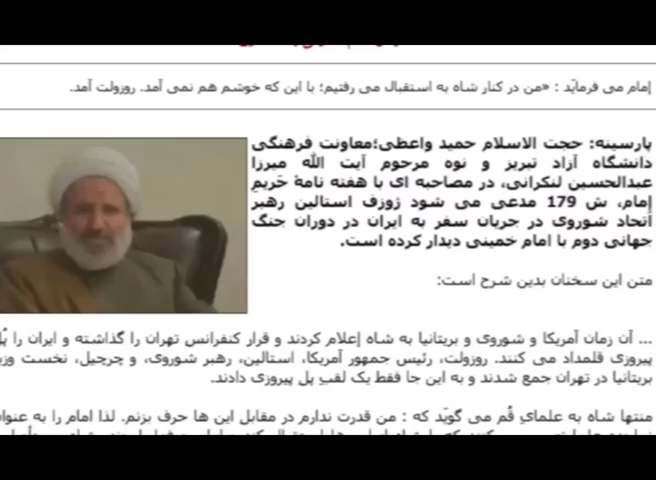 إمام می فرماید : «من در کنار شاه به استقبال می رفتیم؛ با این که خوشم هم نمی آمد. روزولت آمد.
پارسینه: حجت الاسلام حمید واعظی؛معاونت فرهنگی
دانشگاه آزاد تبریز و نوه مرحوم آیت الله میرزا
عبدالحسین لنکرانی، در مصاحبه ای با هفته نامهٔ حَریمِ
إمام، ش 179 مدعی می شود ژوزف استالین رهبر
اتحاد شوروی در جریان سفر به ایران در دوران جنگ
جهانی دوم با امام خمینی دیدار کرده است.
متن این سخنان بدین شرح است:
... آن زمان آمریکا و شوروی و بریتانیا به شاه إعلام کردند و قرار کنفرانس تهران را گذاشته و ایران را پُل
پیروزی قلمداد می کنند. روزولت، رئیس جمهور آمریکا، استالین، رهبر شوروی، و چرچیل، نخست
بریتانیا در تهران جمع شدند و به این جا فقط یک لقبِ پل پیروزی دادند.
منتها شاه به علمایِ قُم می گوید که : من قدرت ندارم در مقابل این ها حرف بزنم. لذا امام را به